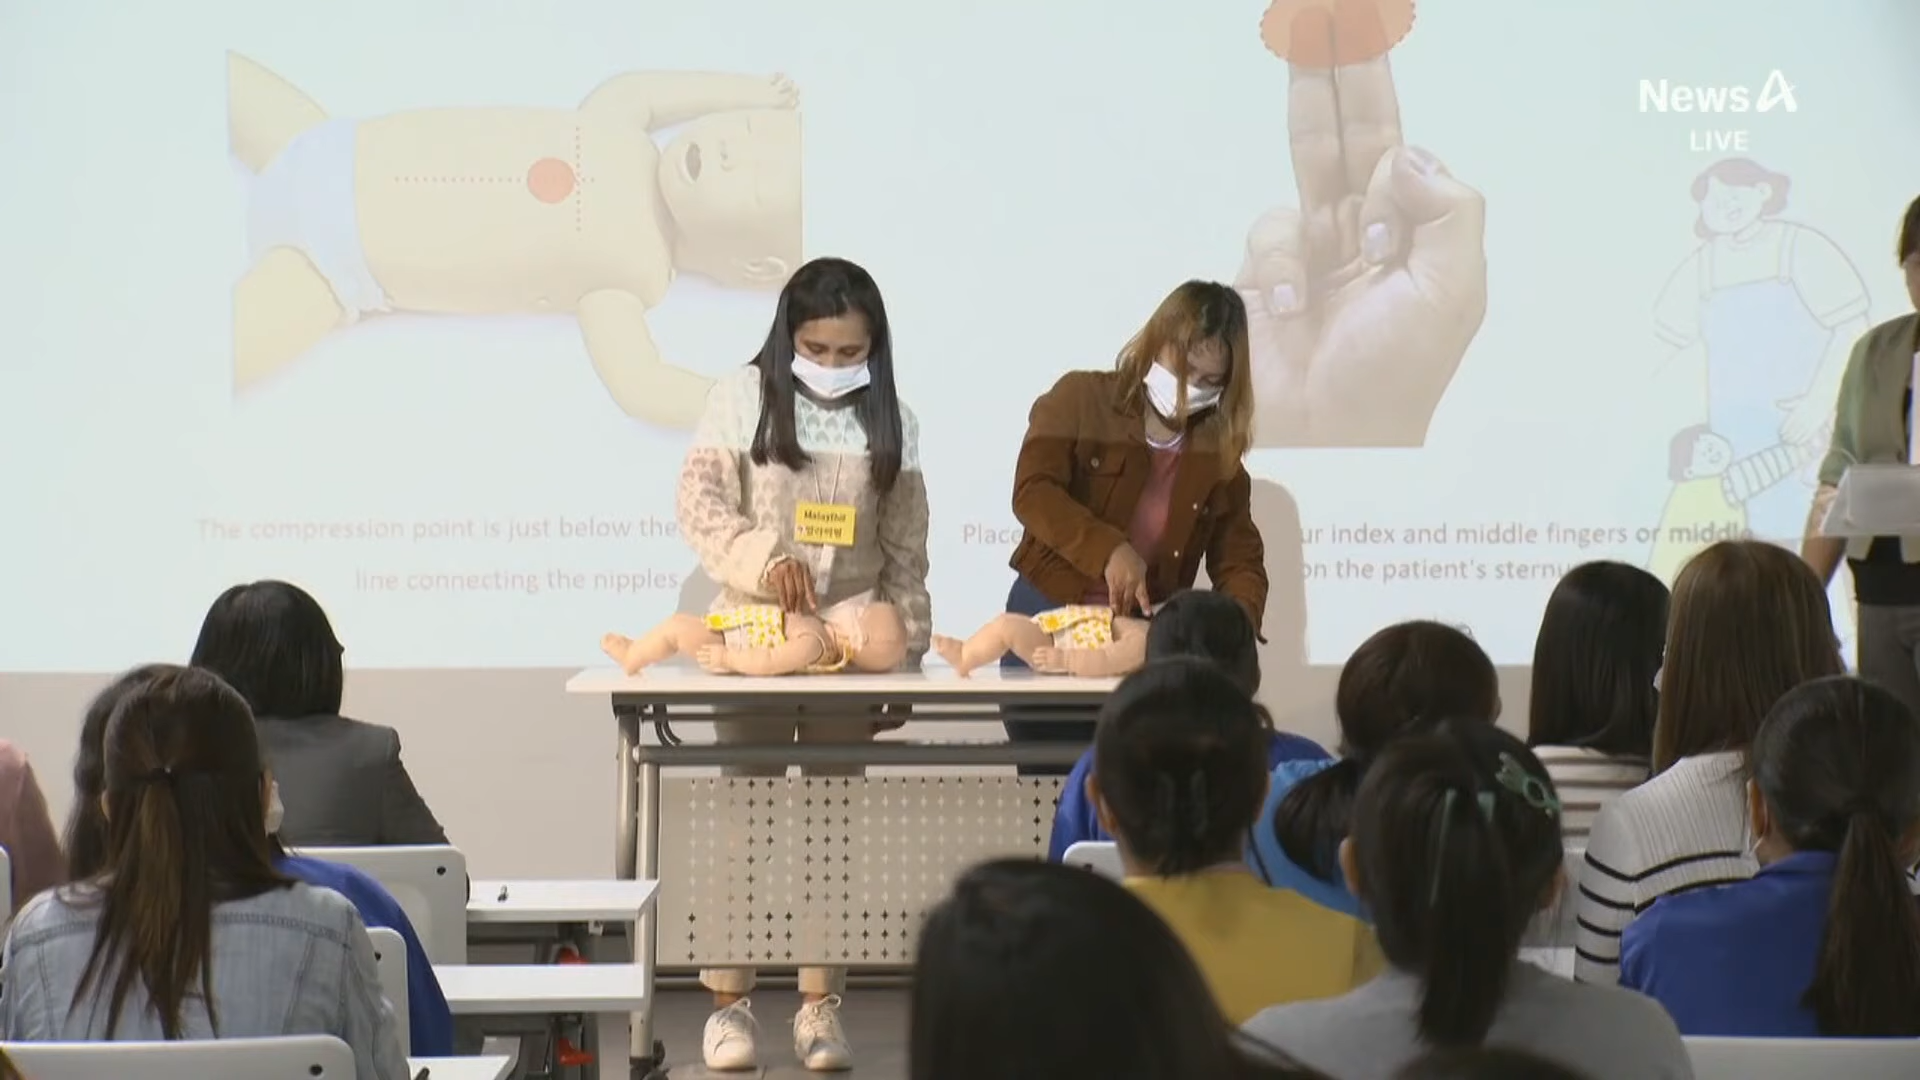 News A
LIVE
The compression point is just below the
line connecting the nipples
Place
ur index and middle fingers or middle
on the patient's sternu